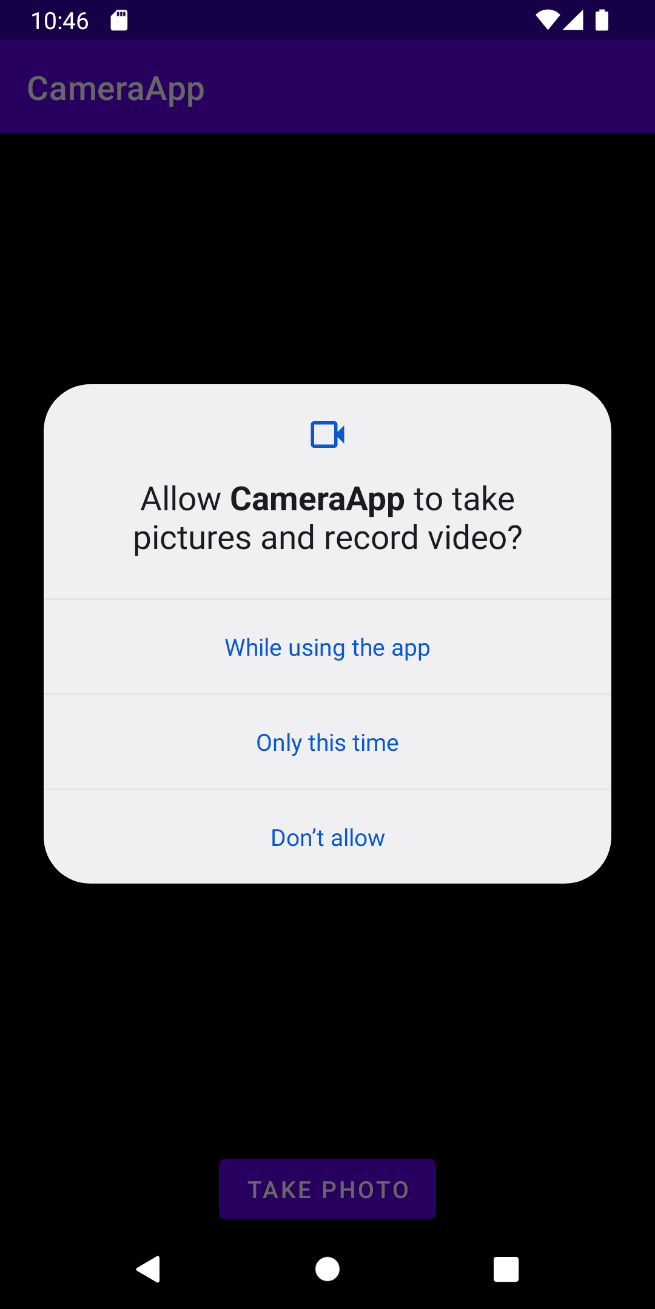 10:46
CameraApp
Allow CameraApp to take
pictures and record video?
While using the app
Only this time
Don’t allow
TAKE PHOTO